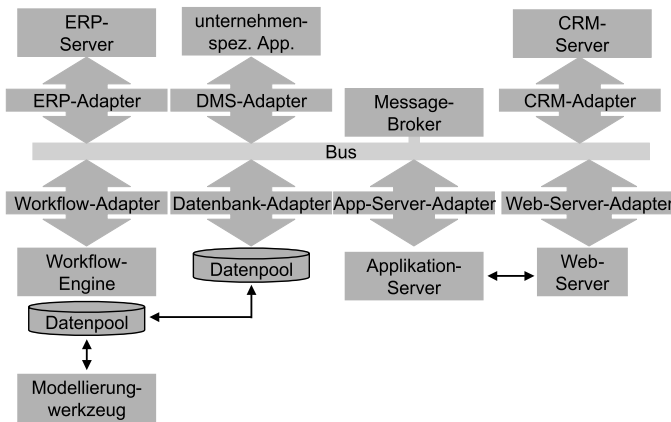 ERP-
Server
unternehmen-
spez. App.
CRM-
Server
ERP-Adapter
DMS-Adapter
Message-
Broker
CRM-Adapter
Bus
Workflow-Adapter
Datenbank-Adapter
App-Server-Adapter
Web-Server-Adapter
Workflow-
Engine
Datenpool
Applikation-
Server
Web-
Server
Datenpool
Modellierung-
werkzeug